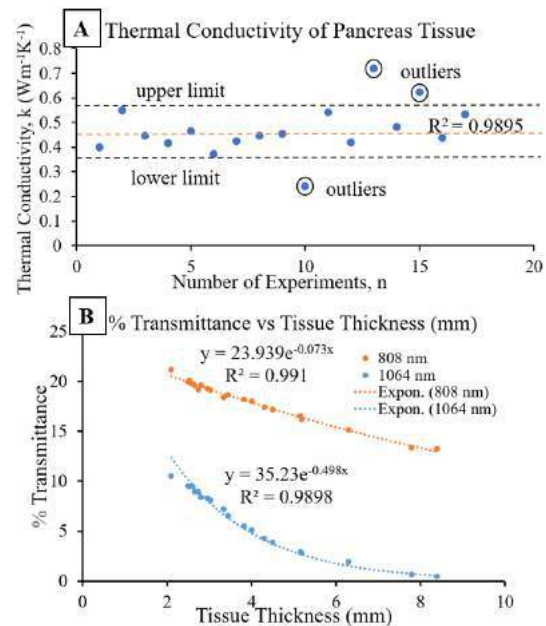 A Thermal Conductivity of Pancreas Tissue
Thermal Conductivity, k (Wm⁻¹K⁻¹)
0.8
0.7
0.6
0.5
0.4
0.3
0.2
0.1
0
upper limit
outliers
R² = 0.9895
lower limit
outliers
0 5 10 15 20
Number of Experiments, n
B % Transmittance vs Tissue Thickness (mm)
% Transmittance
25
20
15
10
5
0
y = 23.939e⁻⁰·⁰⁷³ˣ
R² = 0.991
808 nm
1064 nm
Expon. (808 nm)
Expon. (1064 nm)
y = 35.23e⁻⁰·⁴⁹⁸ˣ
R² = 0.9898
0 2 4 6 8 10
Tissue Thickness (mm)